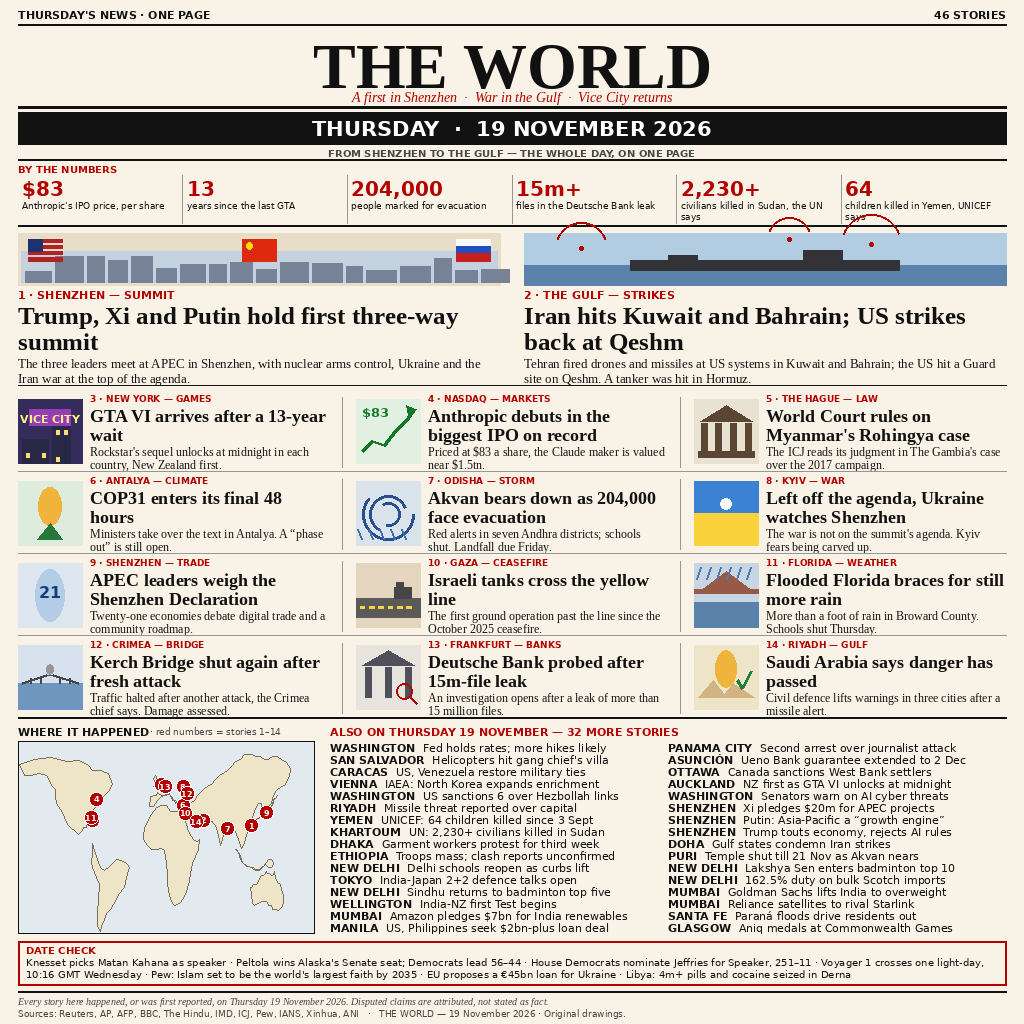 THURSDAY'S NEWS · ONE PAGE
46 STORIES
THE WORLD
A first in Shenzhen · War in the Gulf · Vice City returns
THURSDAY · 19 NOVEMBER 2026
FROM SHENZHEN TO THE GULF — THE WHOLE DAY, ON ONE PAGE
BY THE NUMBERS
$83
Anthropic's IPO price, per share
13
years since the last GTA
204,000
people marked for evacuation
15m+
files in the Deutsche Bank leak
2,230+
civilians killed in Sudan, the UN
says
64
children killed in Yemen, UNICEF
says
1 · SHENZHEN — SUMMIT
Trump, Xi and Putin hold first three-way
summit
The three leaders meet at APEC in Shenzhen, with nuclear arms control, Ukraine and the
Iran war at the top of the agenda.
2 · THE GULF — STRIKES
Iran hits Kuwait and Bahrain; US strikes
back at Qeshm
Tehran fired drones and missiles at US systems in Kuwait and Bahrain; the US hit a Guard
site on Qeshm. A tanker was hit in Hormuz.
VICE CITY
3 · NEW YORK — GAMES
GTA VI arrives after a 13-year
wait
Rockstar's sequel unlocks at midnight in each
country, New Zealand first.
$83
4 · NASDAQ — MARKETS
Anthropic debuts in the
biggest IPO on record
Priced at $83 a share, the Claude maker is valued
near $1.5tn.
5 · THE HAGUE — LAW
World Court rules on
Myanmar's Rohingya case
The ICJ reads its judgment in The Gambia's case
over the 2017 campaign.
6 · ANTALYA — CLIMATE
COP31 enters its final 48
hours
Ministers take over the text in Antalya. A “phase
out” is still open.
7 · ODISHA — STORM
Akvan bears down as 204,000
face evacuation
Red alerts in seven Andhra districts; schools
shut. Landfall due Friday.
8 · KYIV — WAR
Left off the agenda, Ukraine
watches Shenzhen
The war is not on the summit's agenda. Kyiv
fears being carved up.
21
9 · SHENZHEN — TRADE
APEC leaders weigh the
Shenzhen Declaration
Twenty-one economies debate digital trade and a
community roadmap.
10 · GAZA — CEASEFIRE
Israeli tanks cross the yellow
line
The first ground operation past the line since the
October 2025 ceasefire.
11 · FLORIDA — WEATHER
Flooded Florida braces for still
more rain
More than a foot of rain in Broward County.
Schools shut Thursday.
12 · CRIMEA — BRIDGE
Kerch Bridge shut again after
fresh attack
Traffic halted after another attack, the Crimea
chief says. Damage assessed.
13 · FRANKFURT — BANKS
Deutsche Bank probed after
15m-file leak
An investigation opens after a leak of more than
15 million files.
14 · RIYADH — GULF
Saudi Arabia says danger has
passed
Civil defence lifts warnings in three cities after a
missile alert.
WHERE IT HAPPENED · red numbers = stories 1–14
13
12
4
10
14
11
7
1
9
ALSO ON THURSDAY 19 NOVEMBER — 32 MORE STORIES
WASHINGTON Fed holds rates; more hikes likely
SAN SALVADOR Helicopters hit gang chief's villa
CARACAS US, Venezuela restore military ties
VIENNA IAEA: North Korea expands enrichment
WASHINGTON US sanctions 6 over Hezbollah links
RIYADH Missile threat reported over capital
YEMEN UNICEF: 64 children killed since 3 Sept
KHARTOUM UN: 2,230+ civilians killed in Sudan
DHAKA Garment workers protest for third week
ETHIOPIA Troops mass; clash reports unconfirmed
NEW DELHI Delhi schools reopen as curbs lift
TOKYO India-Japan 2+2 defence talks open
NEW DELHI Sindhu returns to badminton top five
WELLINGTON India-NZ first Test begins
MUMBAI Amazon pledges $7bn for India renewables
MANILA US, Philippines seek $2bn-plus loan deal
PANAMA CITY Second arrest over journalist attack
ASUNCIÓN Ueno Bank guarantee extended to 2 Dec
OTTAWA Canada sanctions West Bank settlers
AUCKLAND NZ first as GTA VI unlocks at midnight
WASHINGTON Senators warn on AI cyber threats
SHENZHEN Xi pledges $20m for APEC projects
SHENZHEN Putin: Asia-Pacific a “growth engine”
SHENZHEN Trump touts economy, rejects AI rules
DOHA Gulf states condemn Iran strikes
PURI Temple shut till 21 Nov as Akvan nears
NEW DELHI Lakshya Sen enters badminton top 10
NEW DELHI 162.5% duty on bulk Scotch imports
MUMBAI Goldman Sachs lifts India to overweight
MUMBAI Reliance satellites to rival Starlink
SANTA FE Paraná floods drive residents out
GLASGOW Aniq medals at Commonwealth Games
DATE CHECK
Knesset picks Matan Kahana as speaker · Peltola wins Alaska's Senate seat; Democrats lead 56–44 · House Democrats nominate Jeffries for Speaker, 251–11 · Voyager 1 crosses one light-day,
10:16 GMT Wednesday · Pew: Islam set to be the world's largest faith by 2035 · EU proposes a €45bn loan for Ukraine · Libya: 4m+ pills and cocaine seized in Derna
Every story here happened, or was first reported, on Thursday 19 November 2026. Disputed claims are attributed, not stated as fact.
Sources: Reuters, AP, AFP, BBC, The Hindu, IMD, ICJ, Pew, IANS, Xinhua, ANI · THE WORLD — 19 November 2026 · Original drawings.